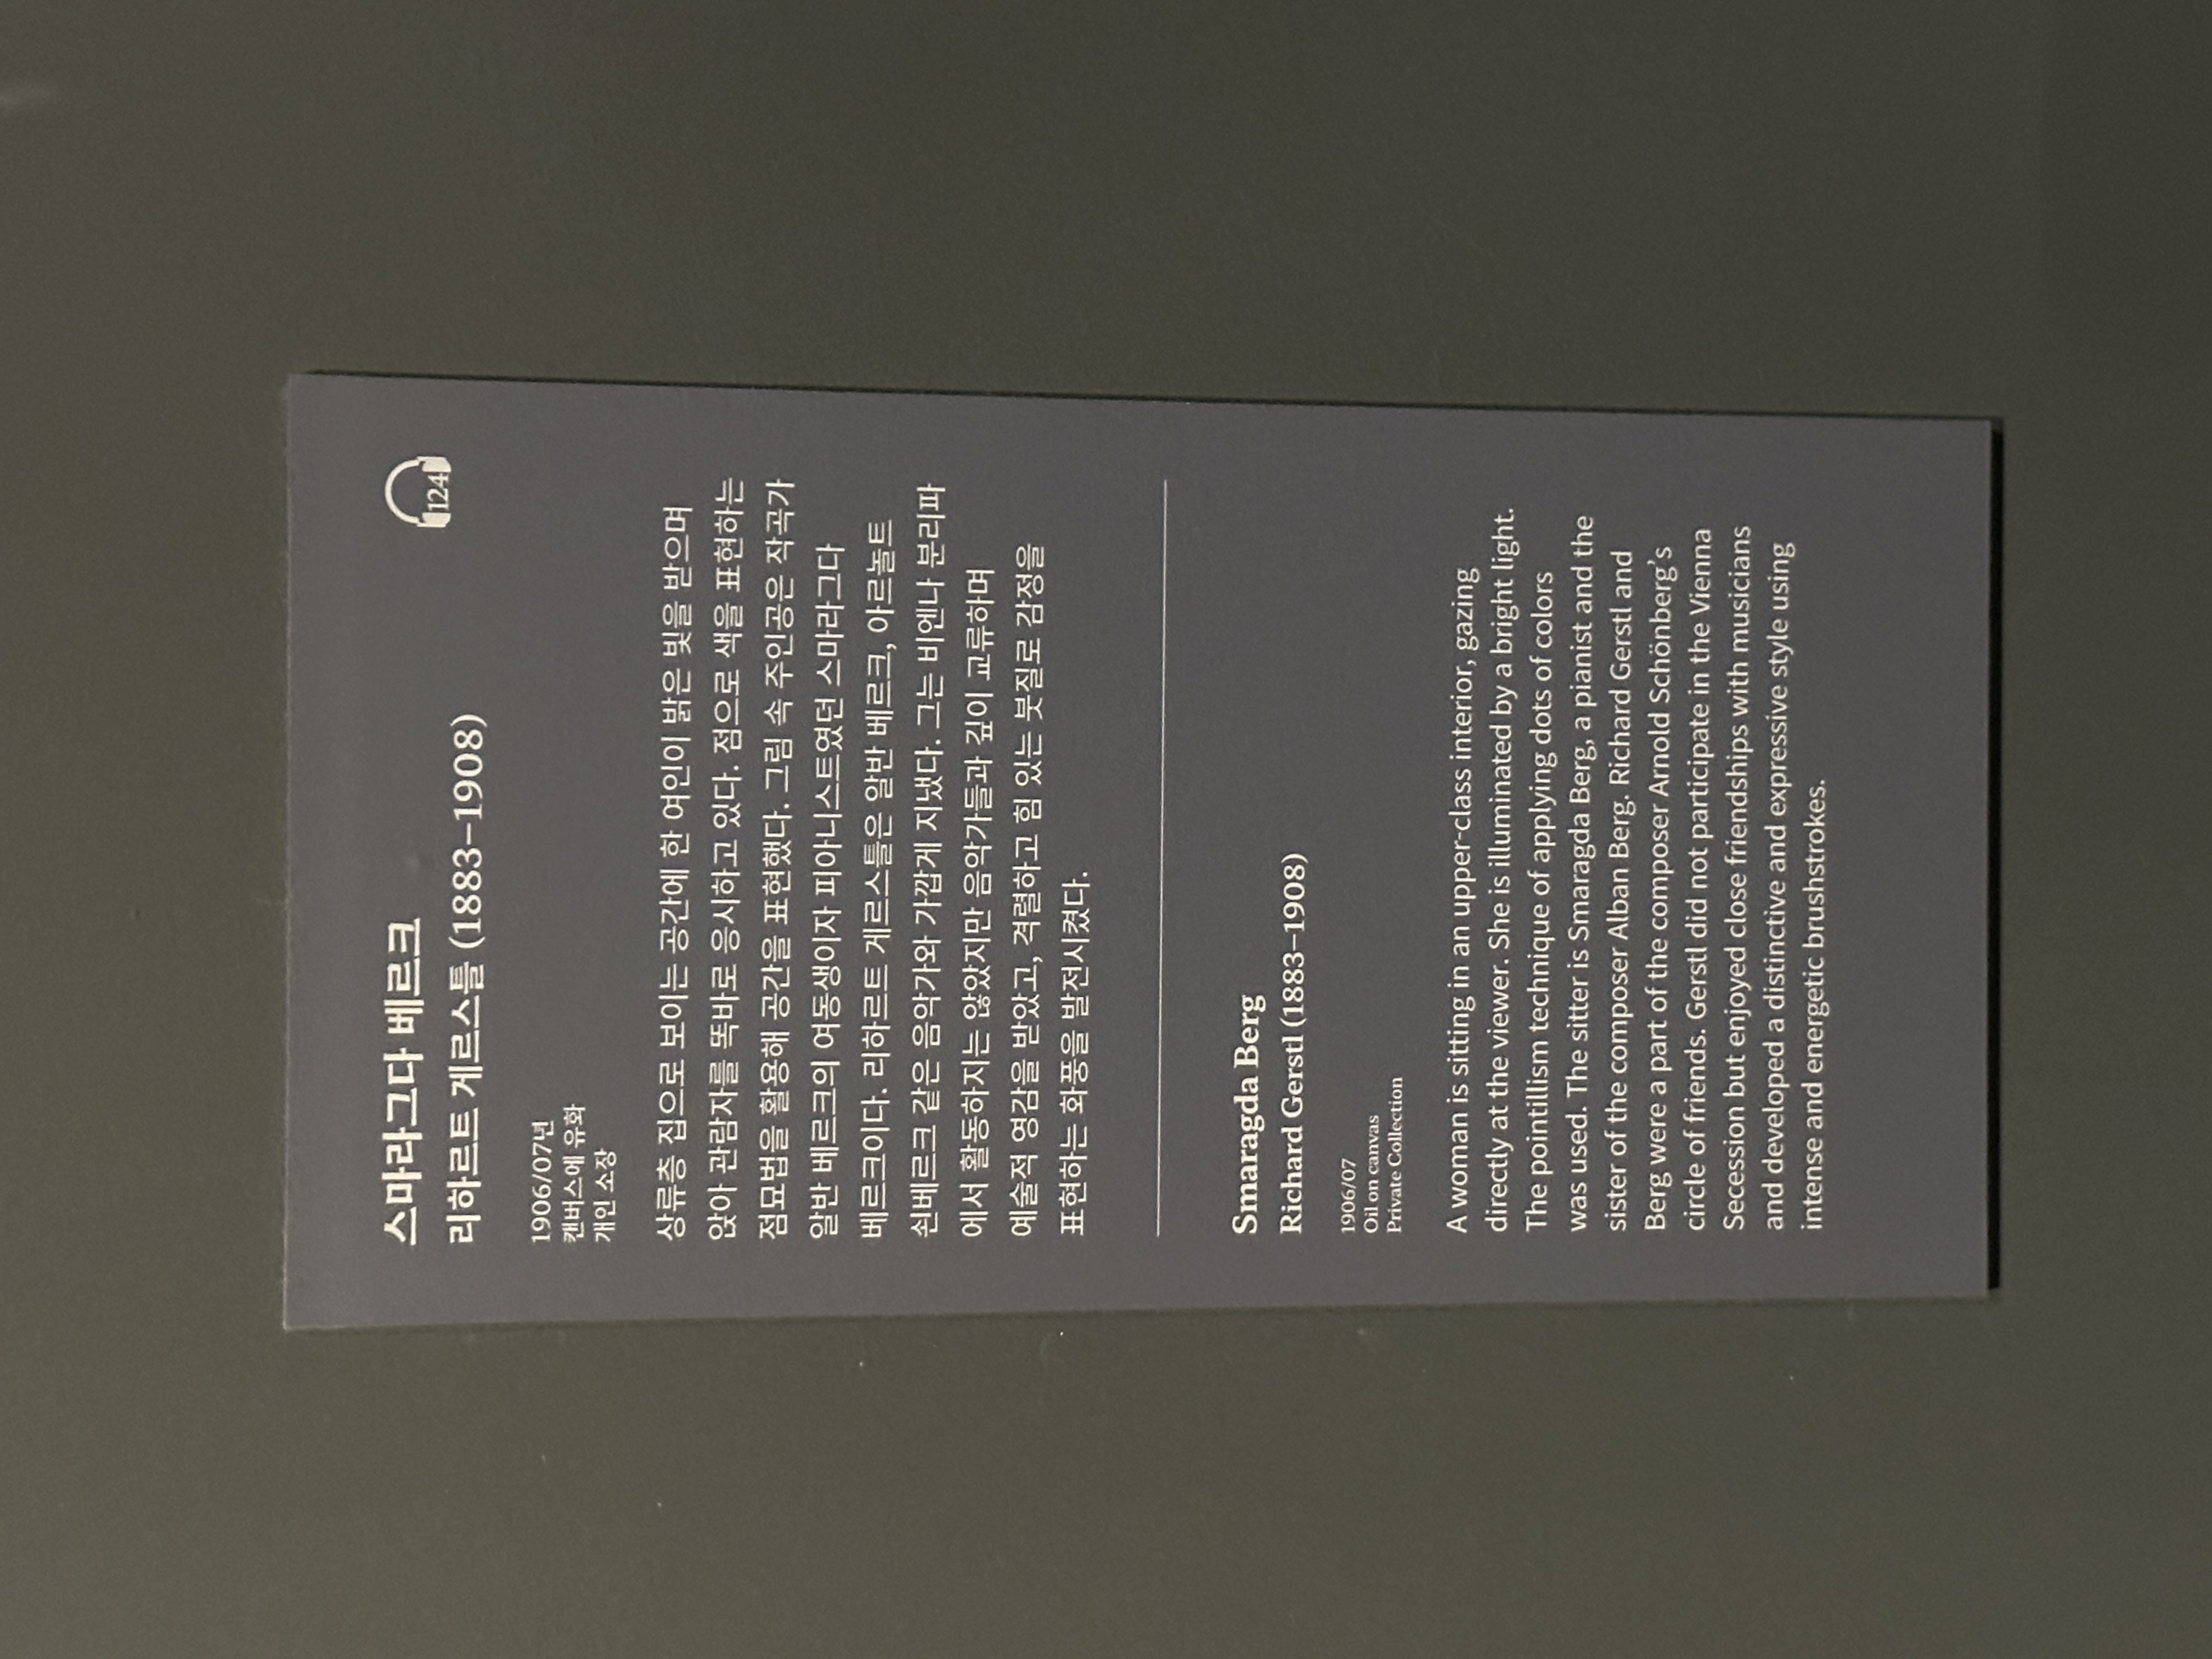 스마라그다 베르크
리하르트 게르스틀 (1883–1908)
124
1906/07년
캔버스에 유화
개인 소장
상류층 집으로 보이는 공간에 한 여인이 밝은 빛을 받으며
앉아 관람자를 똑바로 응시하고 있다. 점으로 색을 표현하는
점묘법을 활용해 공간을 표현했다. 그림 속 주인공은 작곡가
알반 베르크의 여동생이자 피아니스트였던 스마라그다
베르크이다. 리하르트 게르스틀은 알반 베르크, 아르놀트
쇤베르크 같은 음악가와 가깝게 지냈다. 그는 비엔나 분리파
에서 활동하지는 않았지만 음악가들과 깊이 교류하며
예술적 영감을 받았고, 격렬하고 힘 있는 붓질로 감정을
표현하는 화풍을 발전시켰다.
Smaragda Berg
Richard Gerstl (1883–1908)
1906/07
Oil on canvas
Private Collection
A woman is sitting in an upper-class interior, gazing
directly at the viewer. She is illuminated by a bright light.
The pointillism technique of applying dots of colors
was used. The sitter is Smaragda Berg, a pianist and the
sister of the composer Alban Berg. Richard Gerstl and
Berg were a part of the composer Arnold Schönberg's
circle of friends. Gerstl did not participate in the Vienna
Secession but enjoyed close friendships with musicians
and developed a distinctive and expressive style using
intense and energetic brushstrokes.